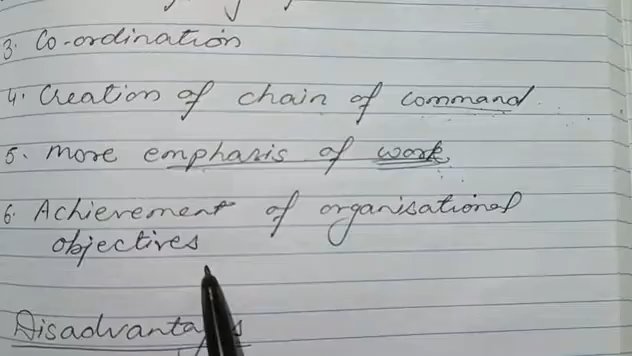 3. Co-ordination
4. Creation of chain of command.
5. More emphasis of work
6. Achievement of organisational
objectives